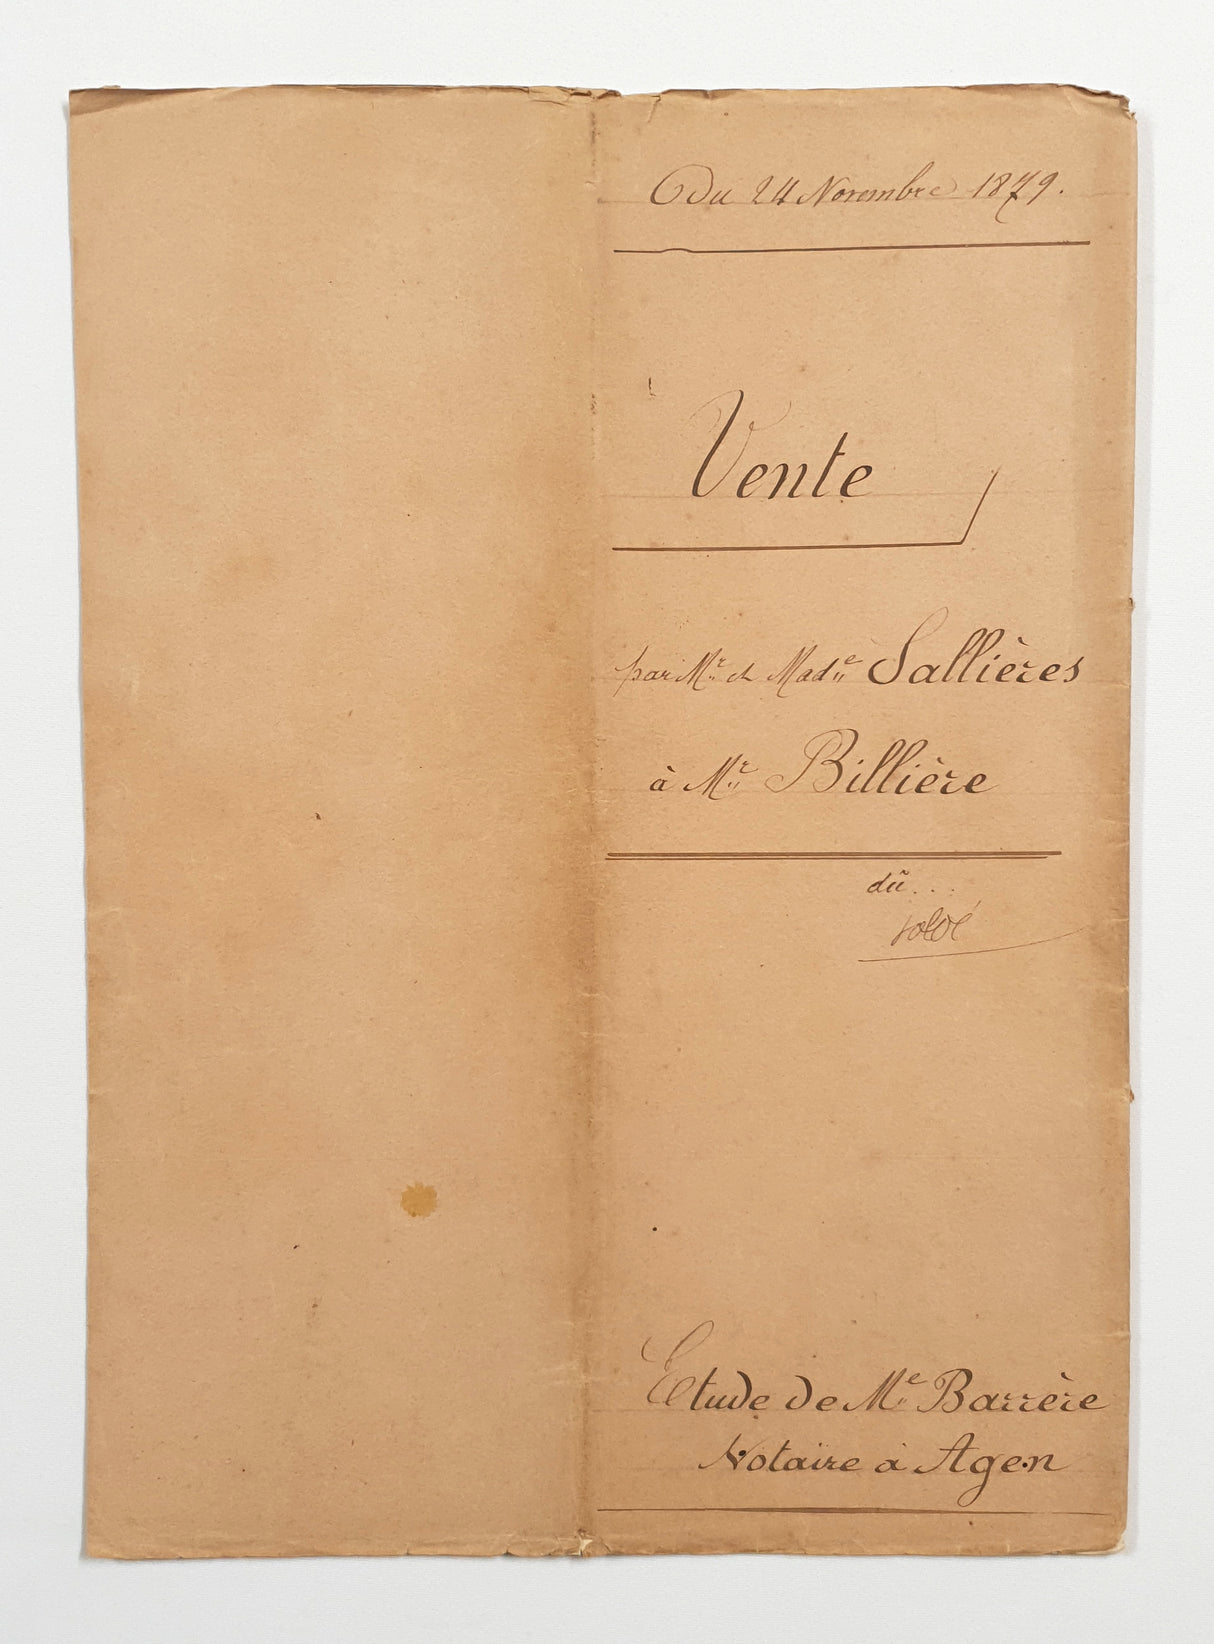 Du 24 Novembre 1879.
Vente
par Mr et Made Sallières
à Mr Billière
dû...
soldé
Etude de Me Barrère
Notaire à Agen